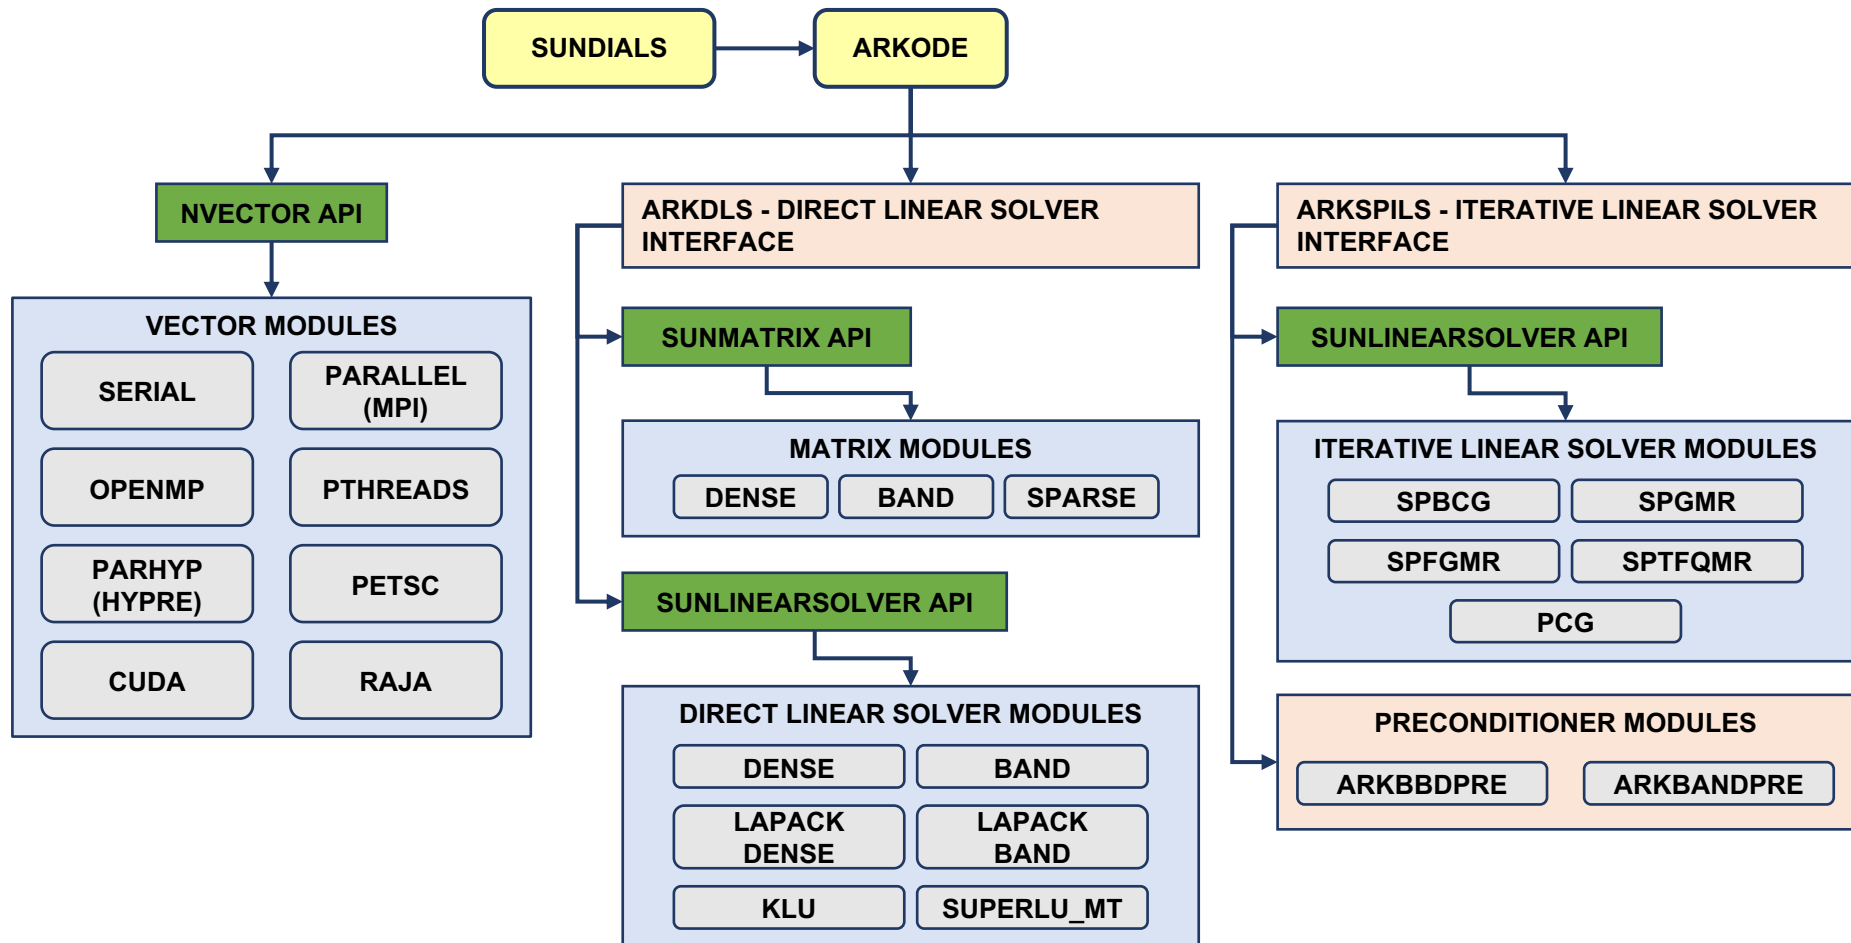 SUNDIALS
ARKODE
NVECTOR API
VECTOR MODULES
SERIAL
PARALLEL
(MPI)
OPENMP
PTHREADS
PARHYP
(HYPRE)
PETSC
CUDA
RAJA
ARKDLS - DIRECT LINEAR SOLVER
INTERFACE
SUNMATRIX API
MATRIX MODULES
DENSE
BAND
SPARSE
SUNLINEARSOLVER API
DIRECT LINEAR SOLVER MODULES
DENSE
BAND
LAPACK
DENSE
LAPACK
BAND
KLU
SUPERLU_MT
ARKSPILS - ITERATIVE LINEAR SOLVER
INTERFACE
SUNLINEARSOLVER API
ITERATIVE LINEAR SOLVER MODULES
SPBCG
SPGMR
SPFGMR
SPTFQMR
PCG
PRECONDITIONER MODULES
ARKBBDPRE
ARKBANDPRE